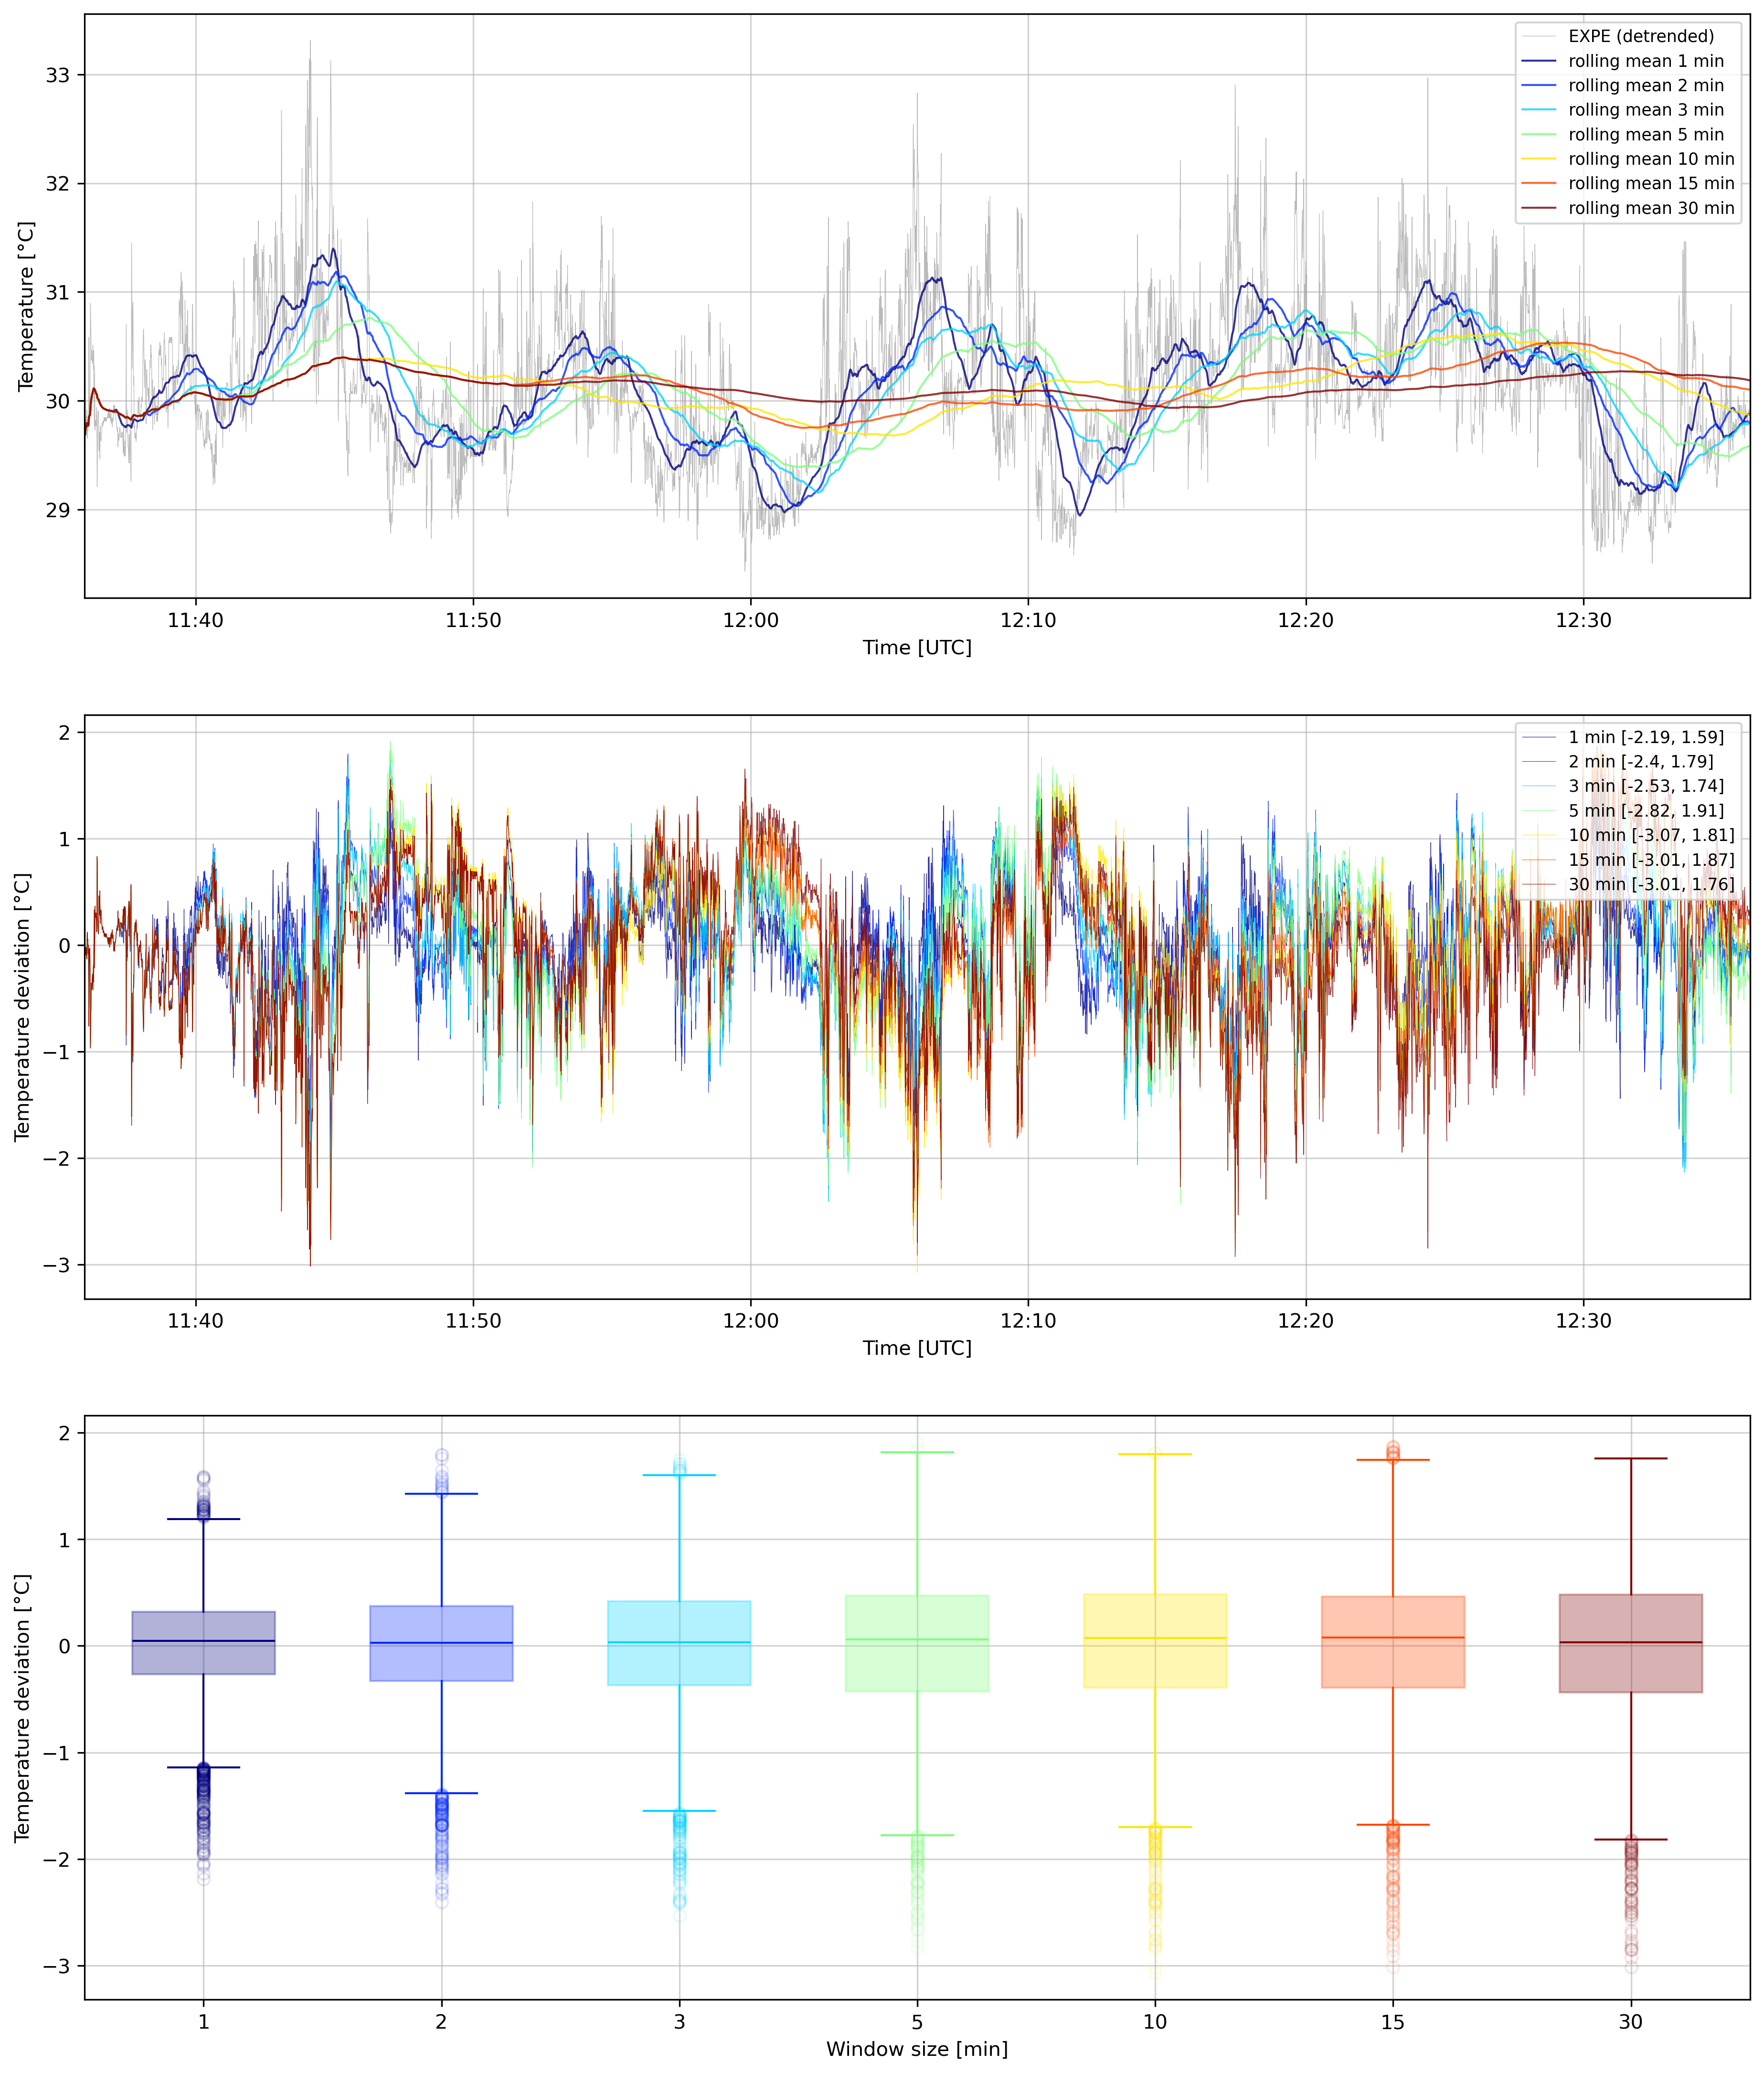 33
32
31
30
29
Temperature [°C]
EXPE (detrended)
rolling mean 1 min
rolling mean 2 min
rolling mean 3 min
rolling mean 5 min
rolling mean 10 min
rolling mean 15 min
rolling mean 30 min
11:40 11:50 12:00 12:10 12:20 12:30
Time [UTC]
2
1
0
−1
−2
−3
Temperature deviation [°C]
1 min [-2.19, 1.59]
2 min [-2.4, 1.79]
3 min [-2.53, 1.74]
5 min [-2.82, 1.91]
10 min [-3.07, 1.81]
15 min [-3.01, 1.87]
30 min [-3.01, 1.76]
11:40 11:50 12:00 12:10 12:20 12:30
Time [UTC]
2
1
0
−1
−2
−3
Temperature deviation [°C]
1 2 3 5 10 15 30
Window size [min]